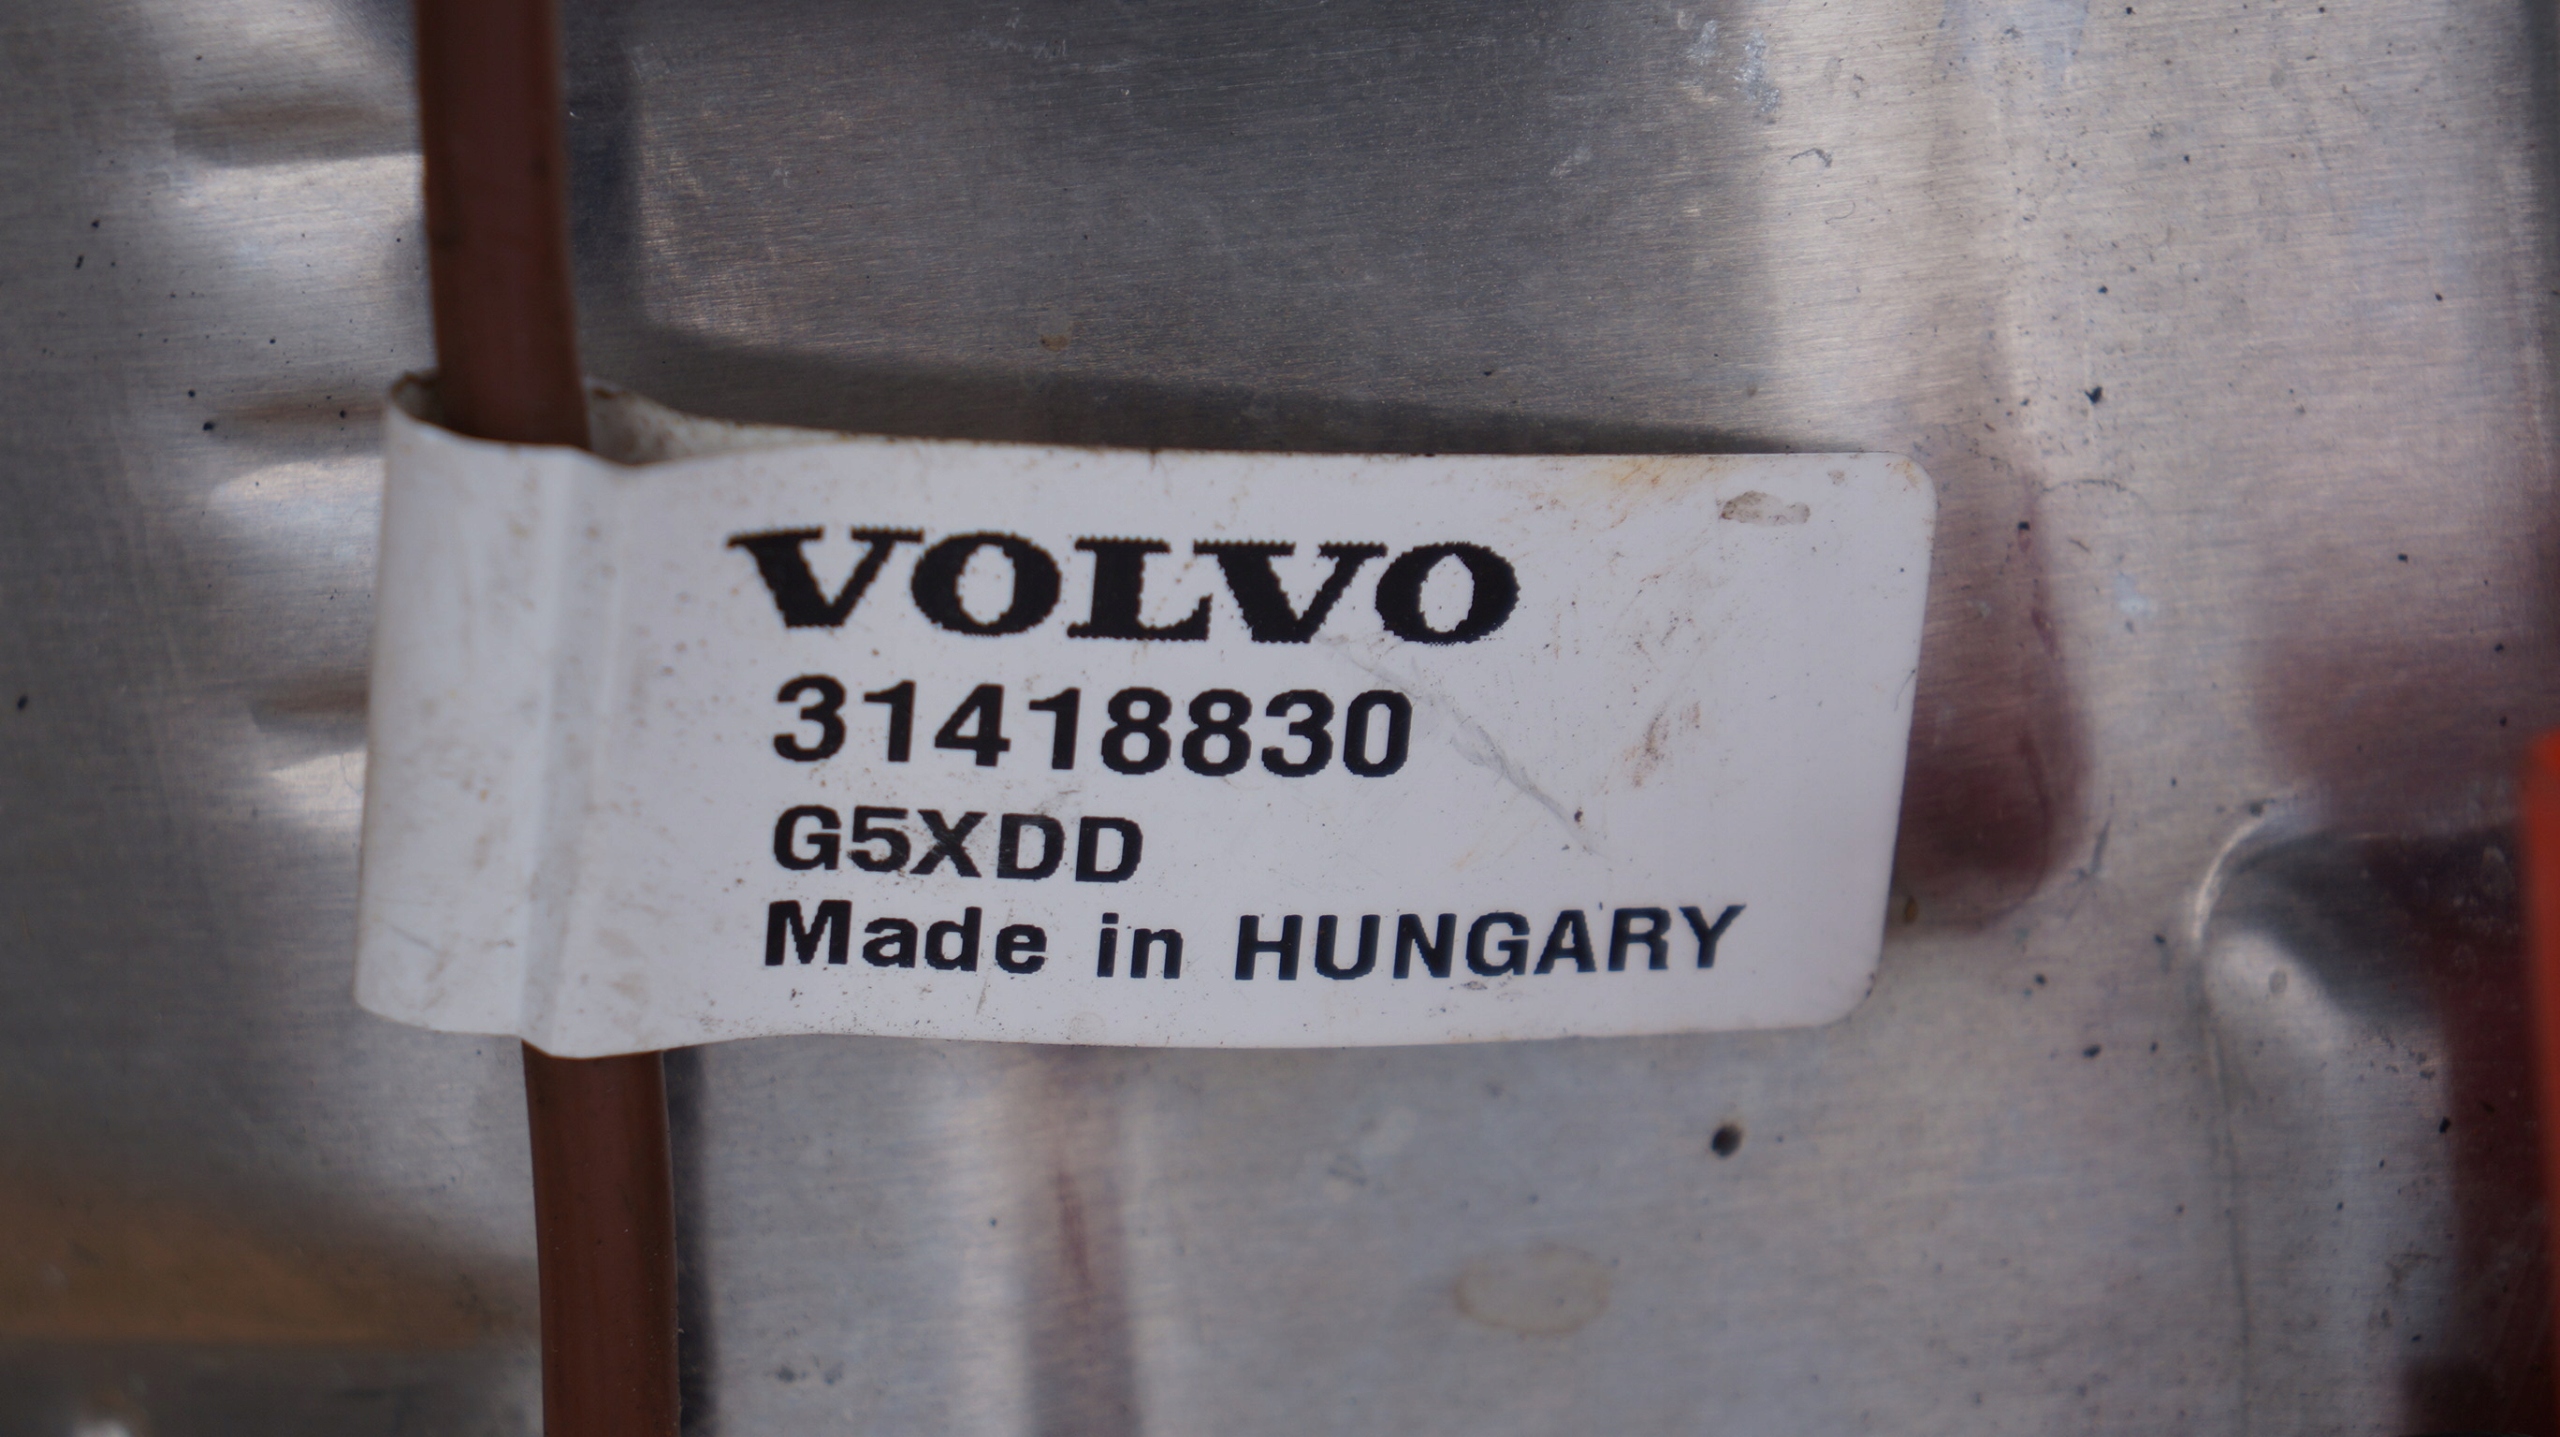 VOLVO
31418830
G5XDD
Made in HUNGARY